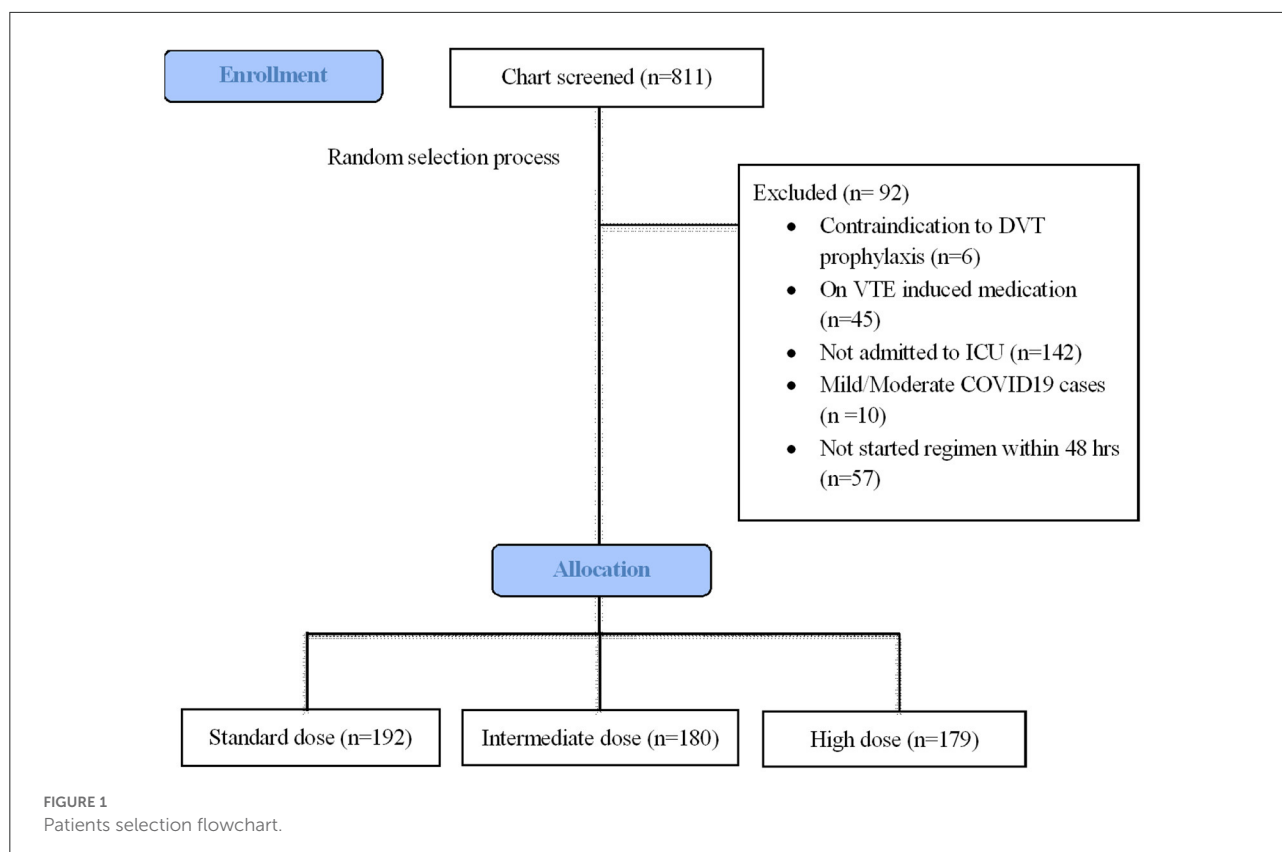 Enrollment
Chart screened (n=811)
Random selection process
Excluded (n= 92)
• Contraindication to DVT
prophylaxis (n=6)
• On VTE induced medication
(n=45)
• Not admitted to ICU (n=142)
• Mild/Moderate COVID19 cases
(n =10)
• Not started regimen within 48 hrs
(n=57)
Allocation
Standard dose (n=192)
Intermediate dose (n=180)
High dose (n=179)
FIGURE 1
Patients selection flowchart.